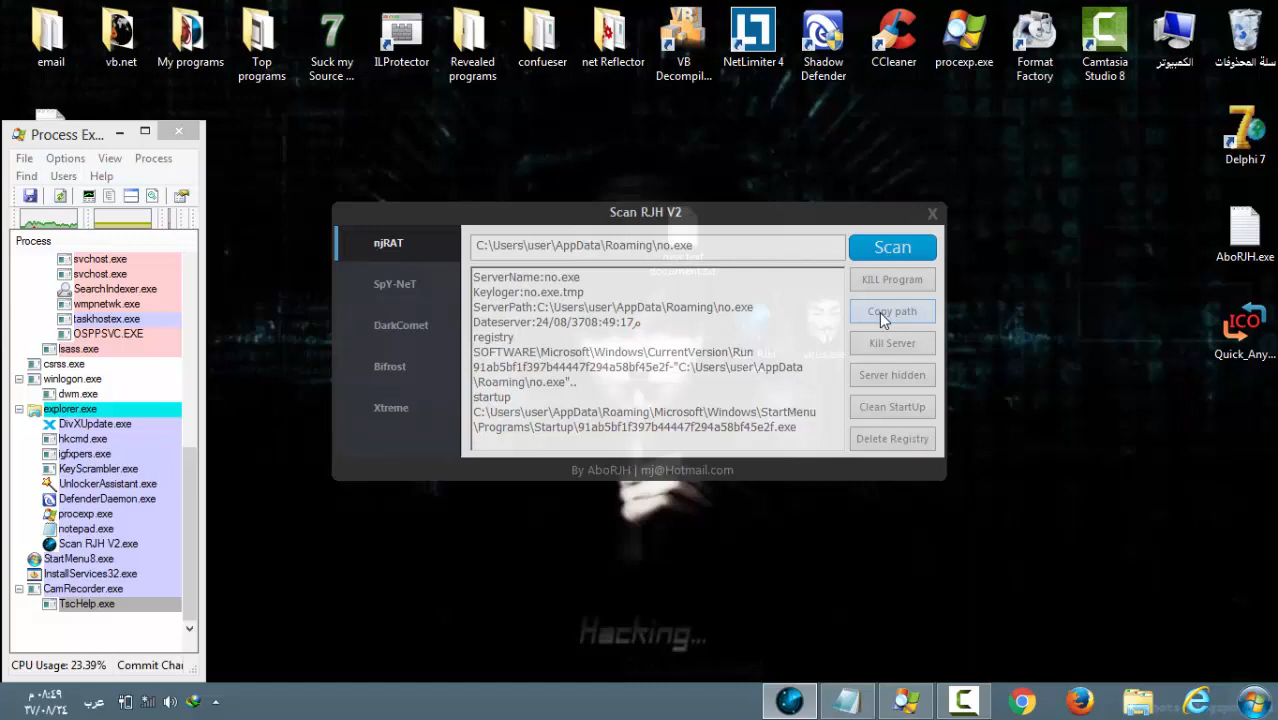 email
vb.net
My programs
Top
programs
Suck my
Source ...
ILProtector
Revealed
programs
confueser
net Reflector
VB
Decompil...
NetLimiter 4
Shadow
Defender
CCleaner
procexp.exe
Format
Factory
Camtasia
Studio 8
الكمبيوتر
سلة المحذوفات
Delphi 7
AboRJH.exe
ICO
Quick_Any...
Process Ex...
File Options View Process
Find Users Help
Process
svchost.exe
svchost.exe
SearchIndexer.exe
wmpnetwk.exe
taskhostex.exe
OSPPSVC.EXE
lsass.exe
csrss.exe
winlogon.exe
dwm.exe
explorer.exe
DivXUpdate.exe
hkcmd.exe
igfxpers.exe
KeyScrambler.exe
UnlockerAssistant.exe
DefenderDaemon.exe
procexp.exe
notepad.exe
Scan RJH V2.exe
StartMenu8.exe
InstallServices32.exe
CamRecorder.exe
TscHelp.exe
CPU Usage: 23.39% Commit Char
Scan RJH V2
X
njRAT
SpY-NeT
DarkComet
Bifrost
Xtreme
C:\Users\user\AppData\Roaming\no.exe
Scan
ServerName:no.exe
Keyloger:no.exe.tmp
ServerPath:C:\Users\user\AppData\Roaming\no.exe
Dateserver:24/08/3708:49:17م
registry
SOFTWARE\Microsoft\Windows\CurrentVersion\Run
91ab5bf1f397b44447f294a58bf45e2f-"C:\Users\user\AppData
\Roaming\no.exe"..
startup
C:\Users\user\AppData\Roaming\Microsoft\Windows\StartMenu
\Programs\Startup\91ab5bf1f397b44447f294a58bf45e2f.exe
KILL Program
Copy path
Kill Server
Server hidden
Clean StartUp
Delete Registry
By AboRJH | mj@Hotmail.com
Hacking...
٠٨:٤٩ م
٣٧/٠٨/٢٤
عرب